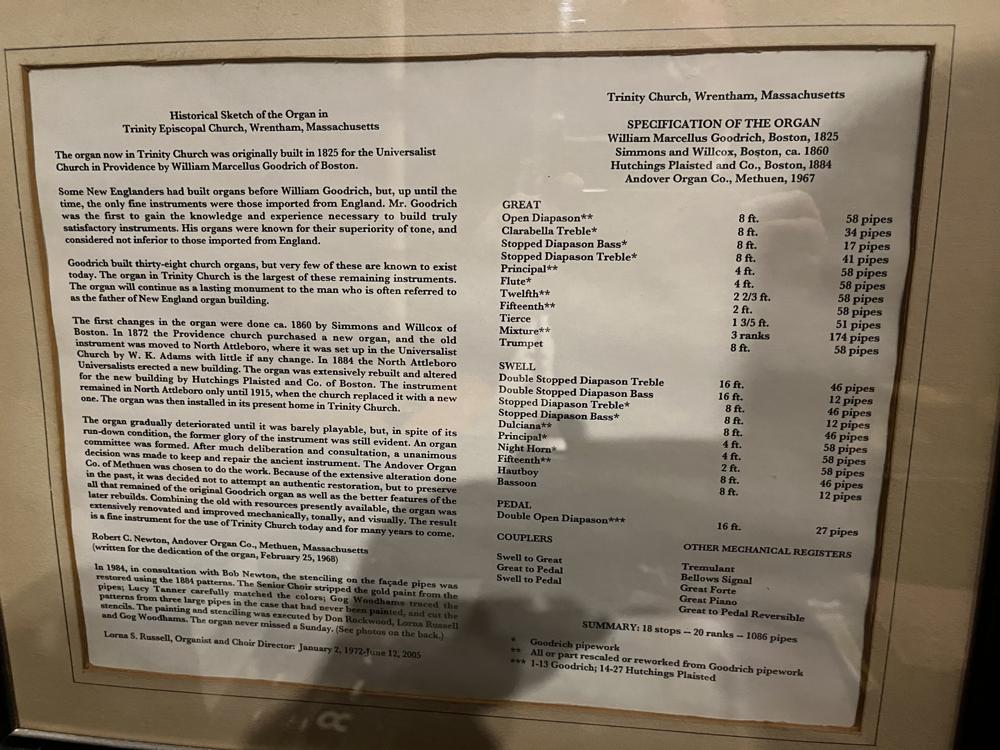 Historical Sketch of the Organ in
Trinity Episcopal Church, Wrentham, Massachusetts
The organ now in Trinity Church was originally built in 1825 for the Universalist
Church in Providence by William Marcellus Goodrich of Boston.
Some New Englanders had built organs before William Goodrich, but, up until the
time, the only fine instruments were those imported from England. Mr. Goodrich
was the first to gain the knowledge and experience necessary to build truly
satisfactory instruments. His organs were known for their superiority of tone, and
considered not inferior to those imported from England.
Goodrich built thirty-eight church organs, but very few of these are known to exist
today. The organ in Trinity Church is the largest of these remaining instruments.
The organ will continue as a lasting monument to the man who is often referred to
as the father of New England organ building.
The first changes in the organ were done ca. 1860 by Simmons and Willcox of
Boston. In 1872 the Providence church purchased a new organ, and the old
instrument was moved to North Attleboro, where it was set up in the Universalist
Church by W. K. Adams with little if any change. In 1884 the North Attleboro
Universalists erected a new building. The organ was extensively rebuilt and altered
for the new building by Hutchings Plaisted and Co. of Boston. The instrument
remained in North Attleboro only until 1915, when the church replaced it with a new
one. The organ was then installed in its present home in Trinity Church.
The organ gradually deteriorated until it was barely playable, but, in spite of its
run-down condition, the former glory of the instrument was still evident. An organ
committee was formed. After much deliberation and consultation, a unanimous
decision was made to keep and repair the ancient instrument. The Andover Organ
Co. of Methuen was chosen to do the work. Because of the extensive alteration done
in the past, it was decided not to attempt an authentic restoration, but to preserve
all that remained of the original Goodrich organ as well as the better features of the
later rebuilds. Combining the old with resources presently available, the organ was
extensively renovated and improved mechanically, tonally, and visually. The result
is a fine instrument for the use of Trinity Church today and for many years to come.
Robert C. Newton, Andover Organ Co., Methuen, Massachusetts
(written for the dedication of the organ, February 25, 1968)
In 1984, in consultation with Bob Newton, the stenciling on the façade pipes was
restored using the 1884 patterns. The Senior Choir stripped the gold paint from the
pipes; Lucy Tanner carefully matched the colors; Gog Woodhams traced the
patterns from three large pipes in the case that had never been painted, and cut the
stencils. The painting and stenciling was executed by Don Rockwood, Lorna Russell
and Gog Woodhams. The organ never missed a Sunday. (See photos on the back.)
Lorna S. Russell, Organist and Choir Director: January 2, 1972-June 12, 2005
Trinity Church, Wrentham, Massachusetts
SPECIFICATION OF THE ORGAN
William Marcellus Goodrich, Boston, 1825
Simmons and Willcox, Boston, ca. 1860
Hutchings Plaisted and Co., Boston, 1884
Andover Organ Co., Methuen, 1967
GREAT
Open Diapason** 8 ft. 58 pipes
Clarabella Treble* 8 ft. 34 pipes
Stopped Diapason Bass* 8 ft. 17 pipes
Stopped Diapason Treble* 8 ft. 41 pipes
Principal** 4 ft. 58 pipes
Flute* 4 ft. 58 pipes
Twelfth** 2 2/3 ft. 58 pipes
Fifteenth** 2 ft. 58 pipes
Tierce 1 3/5 ft. 51 pipes
Mixture** 3 ranks 174 pipes
Trumpet 8 ft. 58 pipes
SWELL
Double Stopped Diapason Treble 16 ft. 46 pipes
Double Stopped Diapason Bass 16 ft. 12 pipes
Stopped Diapason Treble* 8 ft. 46 pipes
Stopped Diapason Bass* 8 ft. 12 pipes
Dulciana** 8 ft. 46 pipes
Principal* 4 ft. 58 pipes
Night Horn* 4 ft. 58 pipes
Fifteenth** 2 ft. 58 pipes
Hautboy 8 ft. 46 pipes
Bassoon 8 ft. 12 pipes
PEDAL
Double Open Diapason*** 16 ft. 27 pipes
COUPLERS
Swell to Great
Great to Pedal
Swell to Pedal
OTHER MECHANICAL REGISTERS
Tremulant
Bellows Signal
Great Forte
Great Piano
Great to Pedal Reversible
SUMMARY: 18 stops -- 20 ranks -- 1086 pipes
* Goodrich pipework
** All or part rescaled or reworked from Goodrich pipework
*** 1-13 Goodrich; 14-27 Hutchings Plaisted